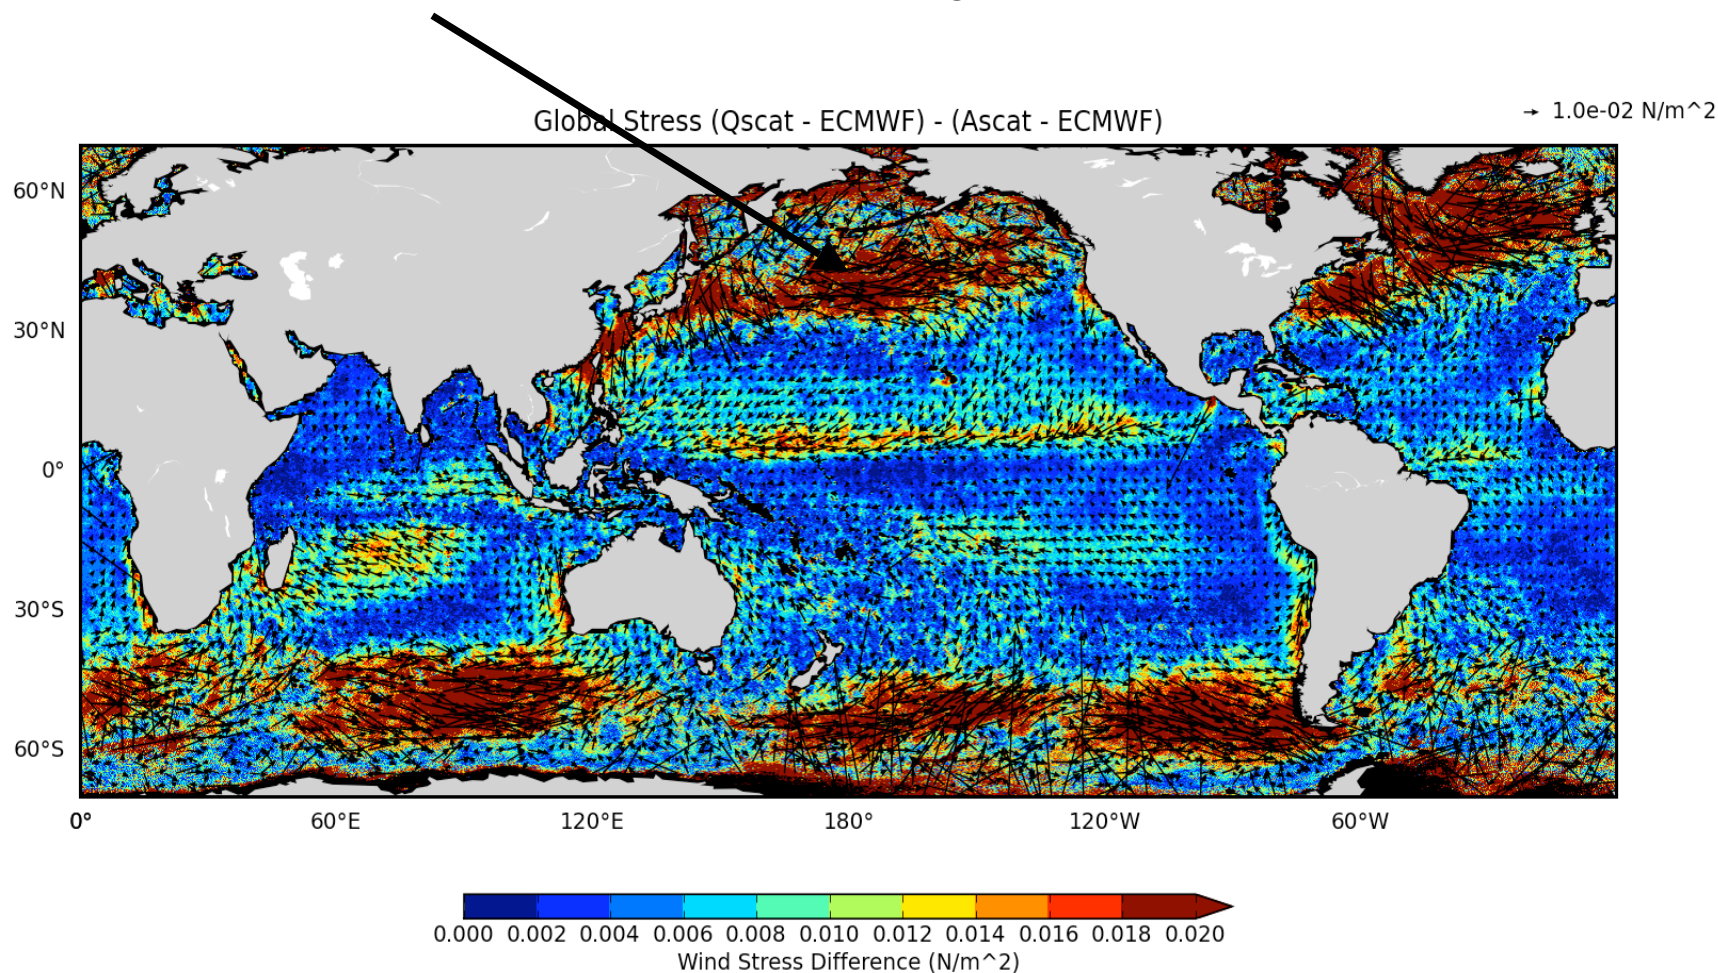 Global Stress (Qscat - ECMWF) - (Ascat - ECMWF)
1.0e-02 N/m^2
60°N
30°N
0°
30°S
60°S
0° 60°E 120°E 180° 120°W 60°W
0.000 0.002 0.004 0.006 0.008 0.010 0.012 0.014 0.016 0.018 0.020
Wind Stress Difference (N/m^2)